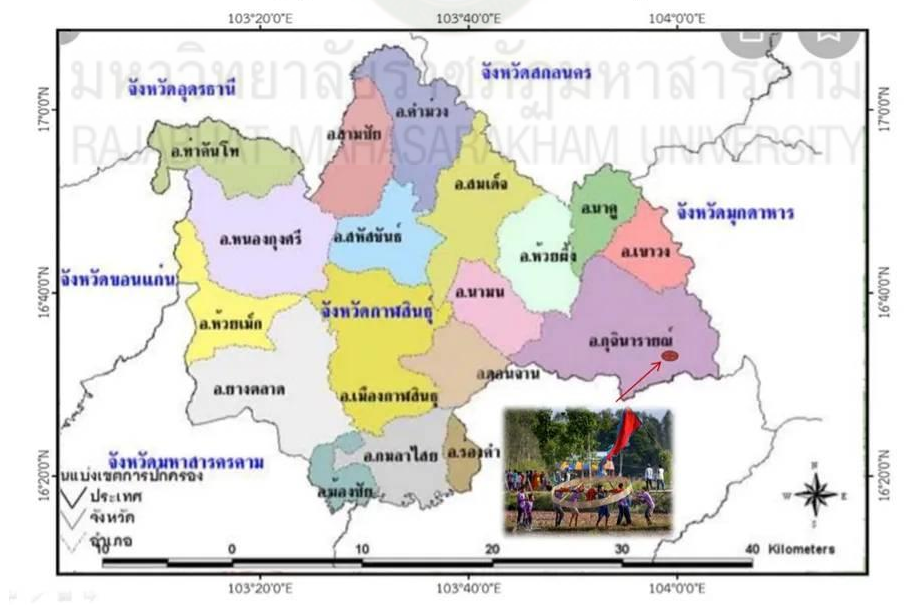 103°20'0"E 103°40'0"E 104°0'0"E
มหาวิทยาลัยราชภัฏมหาสารคาม
RAJABHAT MAHASARAKHAM UNIVERSITY
จังหวัดสกลนคร
จังหวัดอุดรธานี
17°0'0"N 17°0'0"N
อ.คำม่วง
อ.สามชัย
อ.ท่าคันโท
อ.สมเด็จ
อ.นาคู
จังหวัดมุกดาหาร
อ.หนองกุงศรี
อ.สหัสขันธ์
อ.เขาวง
อ.ห้วยผึ้ง
จังหวัดขอนแก่น
16°40'0"N 16°40'0"N
อ.นามน
จังหวัดกาฬสินธุ์
อ.ห้วยเม็ก
อ.กุฉินารายณ์
อ.ดอนจาน
อ.ยางตลาด
อ.เมืองกาฬสินธุ์
อ.กมลาไสย
อ.ร่องคำ
จังหวัดมหาสารคาม
นแบ่งเขตการปกครอง
16°20'0"N 16°20'0"N
ประเทศ
อ.ฆ้องชัย
จังหวัด
อำเภอ
N
W E
S
10 0 10 20 30 40 Kilometers
103°20'0"E 103°40'0"E 104°0'0"E